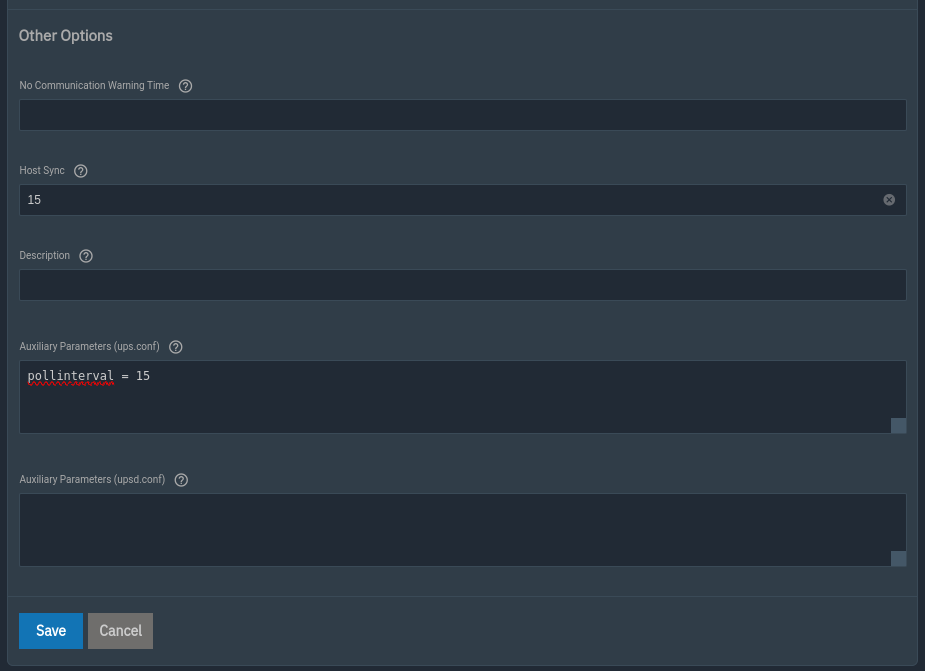 Other Options
No Communication Warning Time
Host Sync
15
Description
Auxiliary Parameters (ups.conf)
pollinterval = 15
Auxiliary Parameters (upsd.conf)
Save Cancel